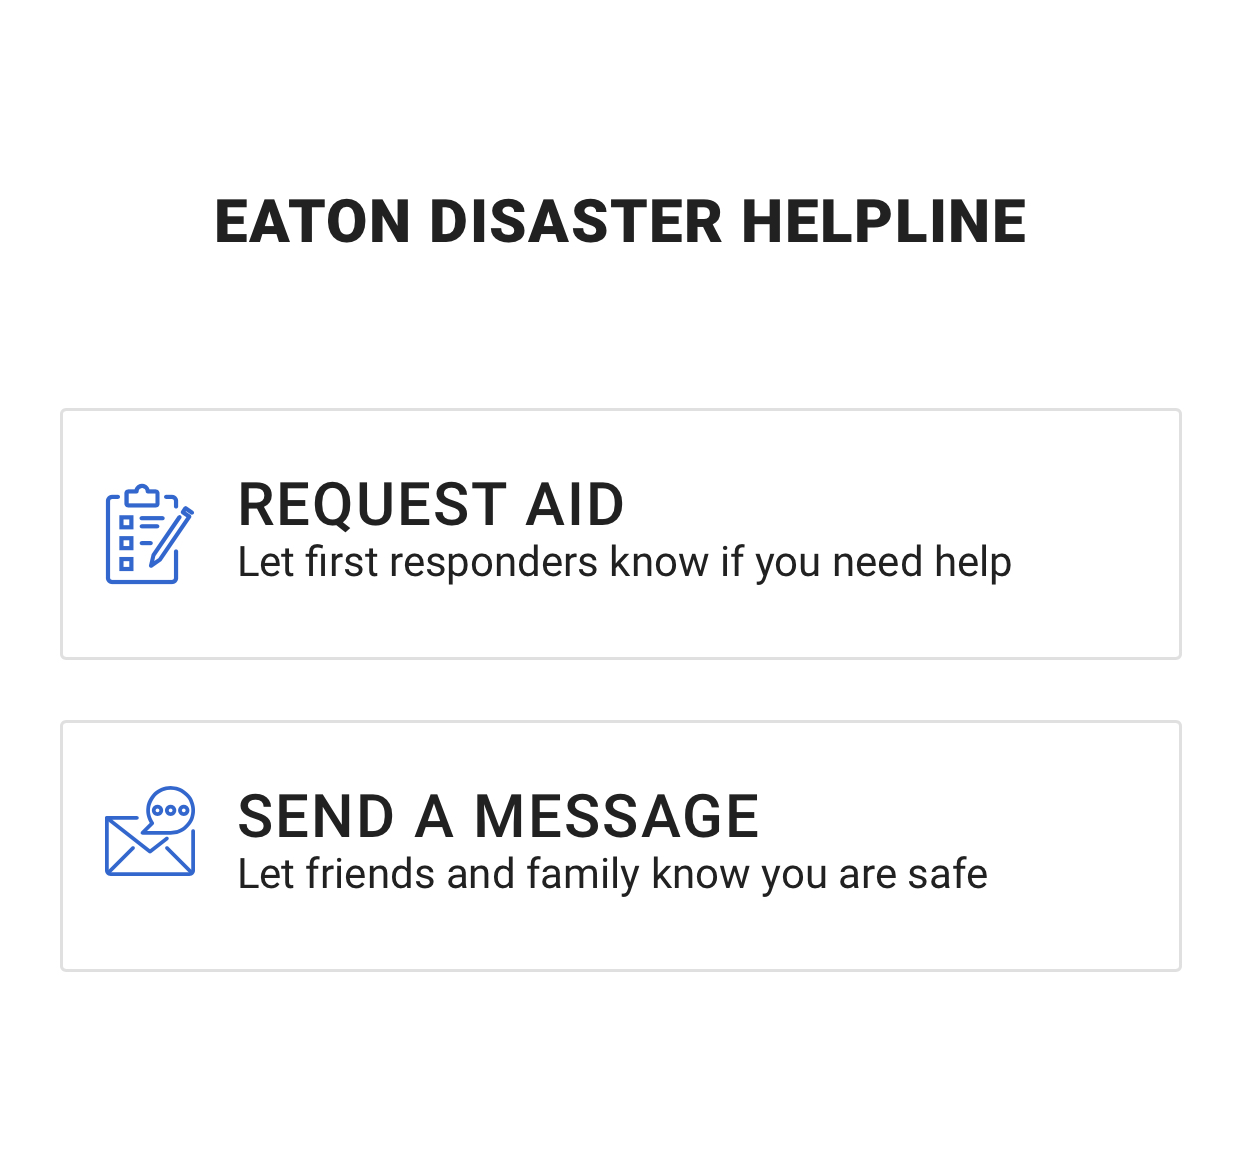 EATON DISASTER HELPLINE
REQUEST AID
Let first responders know if you need help
SEND A MESSAGE
Let friends and family know you are safe